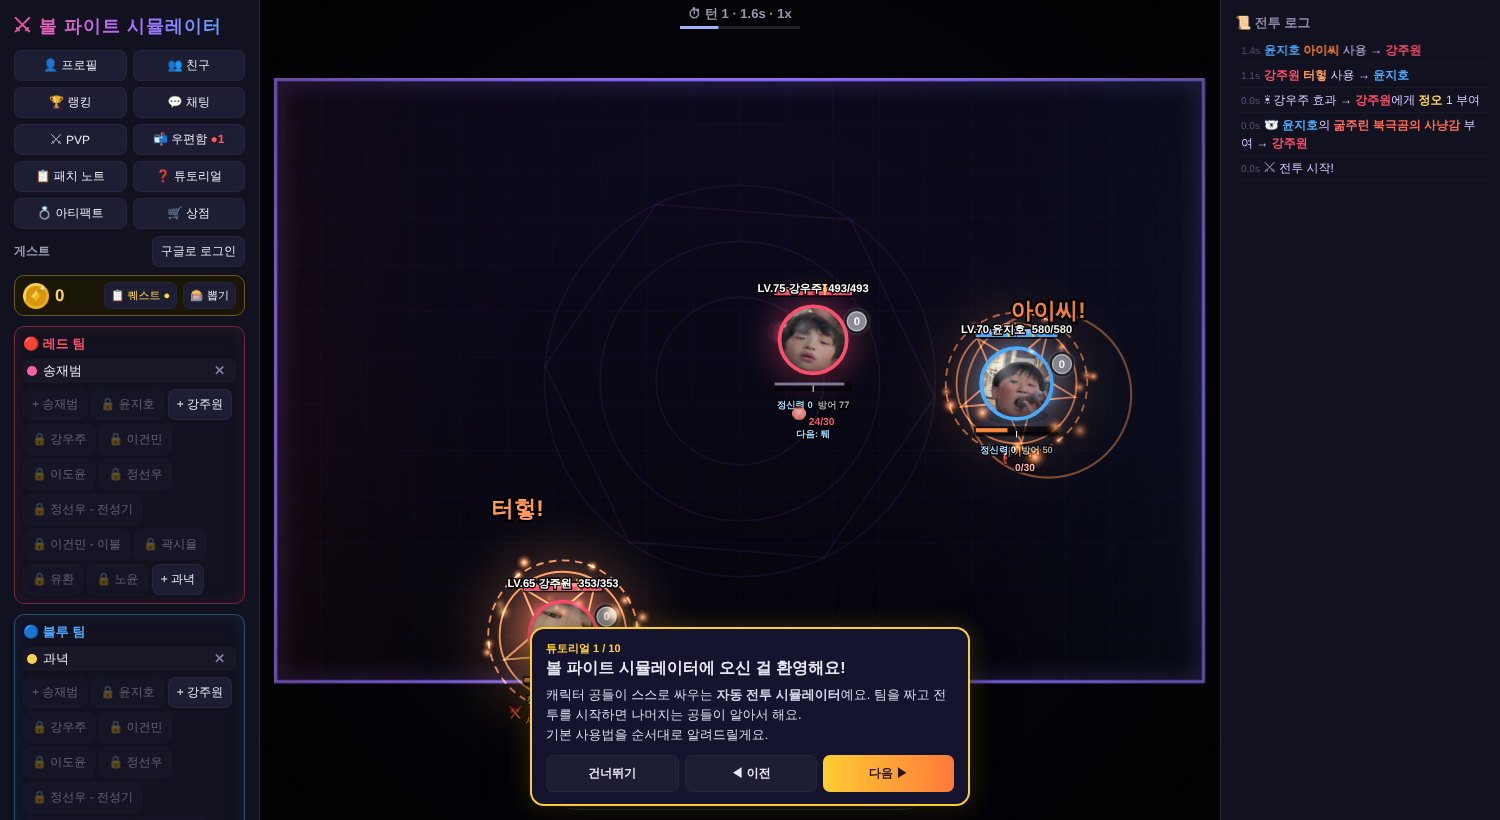 ⚔ 볼 파이트 시뮬레이터
👤 프로필
👥 친구
🏆 랭킹
💬 채팅
⚔ PVP
📬 우편함 ●1
📋 패치 노트
❓ 튜토리얼
💍 아티팩트
🛒 상점
게스트
구글로 로그인
0
📋 퀘스트 ●
🎰 뽑기
🔴 레드 팀
송재범 ✕
+ 송재범
🔒 윤지호
+ 강주원
🔒 강우주
🔒 이건민
🔒 이도윤
🔒 정선우
🔒 정선우 - 전성기
🔒 이건민 - 이불
🔒 곽시율
🔒 유환
🔒 노윤
+ 과녁
🔵 블루 팀
과녁 ✕
+ 송재범
🔒 윤지호
+ 강주원
🔒 강우주
🔒 이건민
🔒 이도윤
🔒 정선우
🔒 정선우 - 전성기
⏱ 턴 1 · 1.6s · 1x
LV.75 강우주 493/493
0
정신력 0 방어 77
24/30
다음: 퉤
아이씨!
LV.70 윤지호 580/580
0
정신력 0 방어 50
0/30
터헣!
LV.65 강주원 353/353
0
튜토리얼 1 / 10
볼 파이트 시뮬레이터에 오신 걸 환영해요!
캐릭터 공들이 스스로 싸우는 자동 전투 시뮬레이터예요. 팀을 짜고 전
투를 시작하면 나머지는 공들이 알아서 해요.
기본 사용법을 순서대로 알려드릴게요.
건너뛰기
◀ 이전
다음 ▶
📜 전투 로그
1.4s 윤지호 아이씨 사용 → 강주원
1.1s 강주원 터헣 사용 → 윤지호
0.0s ☀ 강우주 효과 → 강주원에게 정오 1 부여
0.0s 🐻‍❄️ 윤지호의 굶주린 북극곰의 사냥감 부
여 → 강주원
0.0s ⚔ 전투 시작!